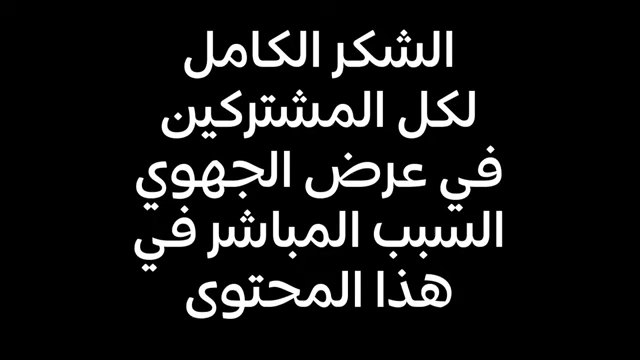 الشكر الكامل
لكل المشتركين
في عرض الجهوي
السبب المباشر في
هذا المحتوى